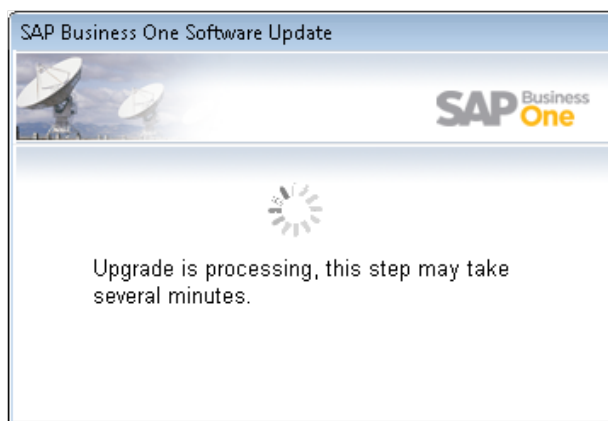 SAP Business One Software Update
SAP Business
One
Upgrade is processing, this step may take
several minutes.